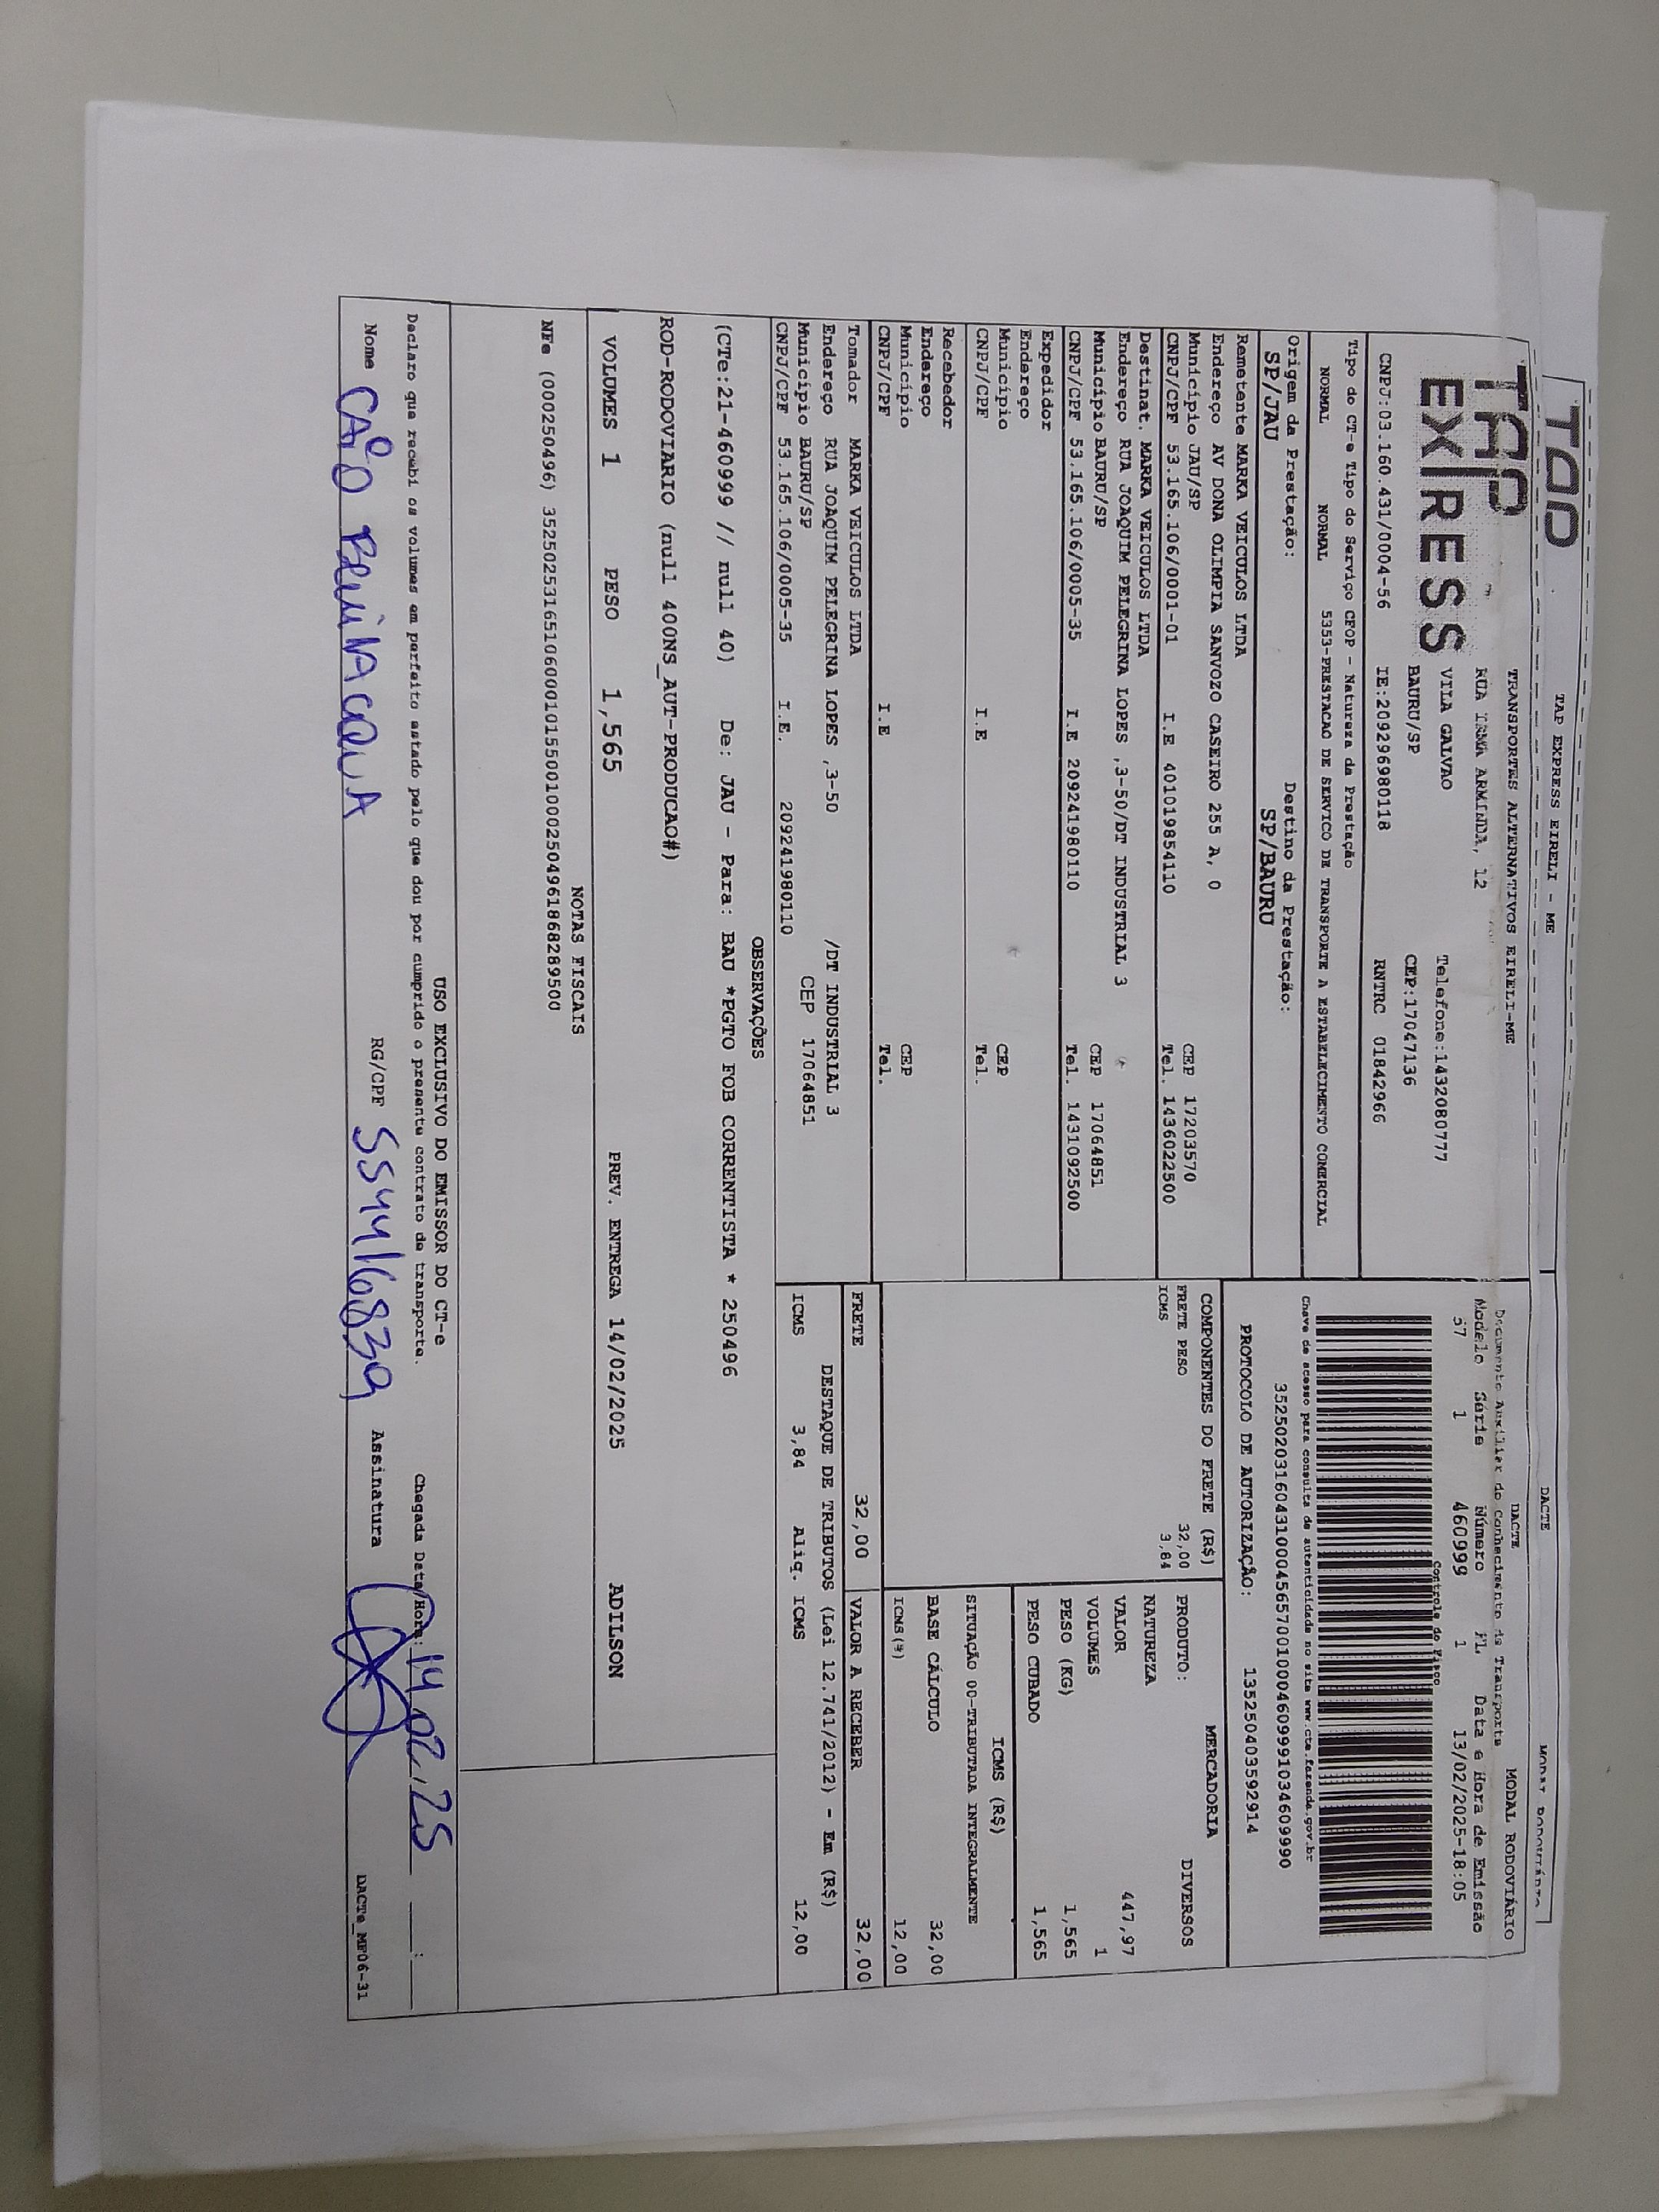 TAP EXPRESS EIRELI - ME
DACTE
TAP
EXPRESS
TRANSPORTES ALTERNATIVOS EIRELI-ME
RUA IRMA ARMINDA, 12
VILA GALVAO
Telefone:1432080777
BAURU/SP
CEP:17047136
CNPJ:03.160.431/0004-56
IE:209296980118
RNTRC 01842966
DACTE
MODAL RODOVIÁRIO
Documento Auxiliar do Conhecimento de Transporte
Modelo Série Número FL Data e Hora de Emissão
57 1 460999 1 13/02/2025-18:05
Controle do Fisco
Chave de acesso para consulta de autenticidade no site www.cte.fazenda.gov.br
35250203160431000456570010004609991034609990
PROTOCOLO DE AUTORIZAÇÃO: 135250403592914
Tipo do CT-e Tipo do Serviço CFOP - Natureza da Prestação
NORMAL NORMAL 5353-PRESTACAO DE SERVICO DE TRANSPORTE A ESTABELECIMENTO COMERCIAL
Origem da Prestação: Destino da Prestação:
SP/JAU SP/BAURU
Remetente MARKA VEICULOS LTDA
Endereço AV DONA OLIMPIA SANVOZO CASEIRO 255 A, 0
Município JAU/SP CEP 17203570
CNPJ/CPF 53.165.106/0001-01 I.E 401019854110 Tel. 1436022500
Destinat. MARKA VEICULOS LTDA
Endereço RUA JOAQUIM PELEGRINA LOPES ,3-50/DT INDUSTRIAL 3
Município BAURU/SP CEP 17064851
CNPJ/CPF 53.165.106/0005-35 I.E 209241980110 Tel. 1431092500
Expedidor
Endereço
Município CEP
CNPJ/CPF I.E Tel.
Recebedor
Endereço
Município CEP
CNPJ/CPF I.E Tel.
Tomador MARKA VEICULOS LTDA
Endereço RUA JOAQUIM PELEGRINA LOPES ,3-50 /DT INDUSTRIAL 3
Município BAURU/SP CEP 17064851
CNPJ/CPF 53.165.106/0005-35 I.E. 209241980110
COMPONENTES DO FRETE (R$)
FRETE PESO 32,00
ICMS 3,84
MERCADORIA
PRODUTO: DIVERSOS
NATUREZA
VALOR 447,97
VOLUMES 1
PESO (KG) 1,565
PESO CUBADO 1,565
ICMS (R$)
SITUAÇÃO 00-TRIBUTADA INTEGRALMENTE
BASE CÁLCULO 32,00
ICMS(%) 12,00
FRETE 32,00 VALOR A RECEBER 32,00
DESTAQUE DE TRIBUTOS (Lei 12.741/2012) - Em (R$)
ICMS 3,84 Aliq. ICMS 12,00
OBSERVAÇÕES
(CTe:21-460999 // null 40) De: JAU - Para: BAU *PGTO FOB CORRENTISTA * 250496
ROD-RODOVIARIO (null 400NS_AUT-PRODUCAO#)
VOLUMES 1 PESO 1,565 PREV. ENTREGA 14/02/2025 ADILSON
NOTAS FISCAIS
NFe (000250496) 35250253165106000101550010002504961868289500
USO EXCLUSIVO DO EMISSOR DO CT-e
Declaro que recebi os volumes em perfeito estado pelo que dou por cumprido o presente contrato de transporte. Chegada Data/Hora: 14,02,25 :
Nome CAIO BEVILACQUA RG/CPF 554416839 Assinatura
DACTe_MF06-31